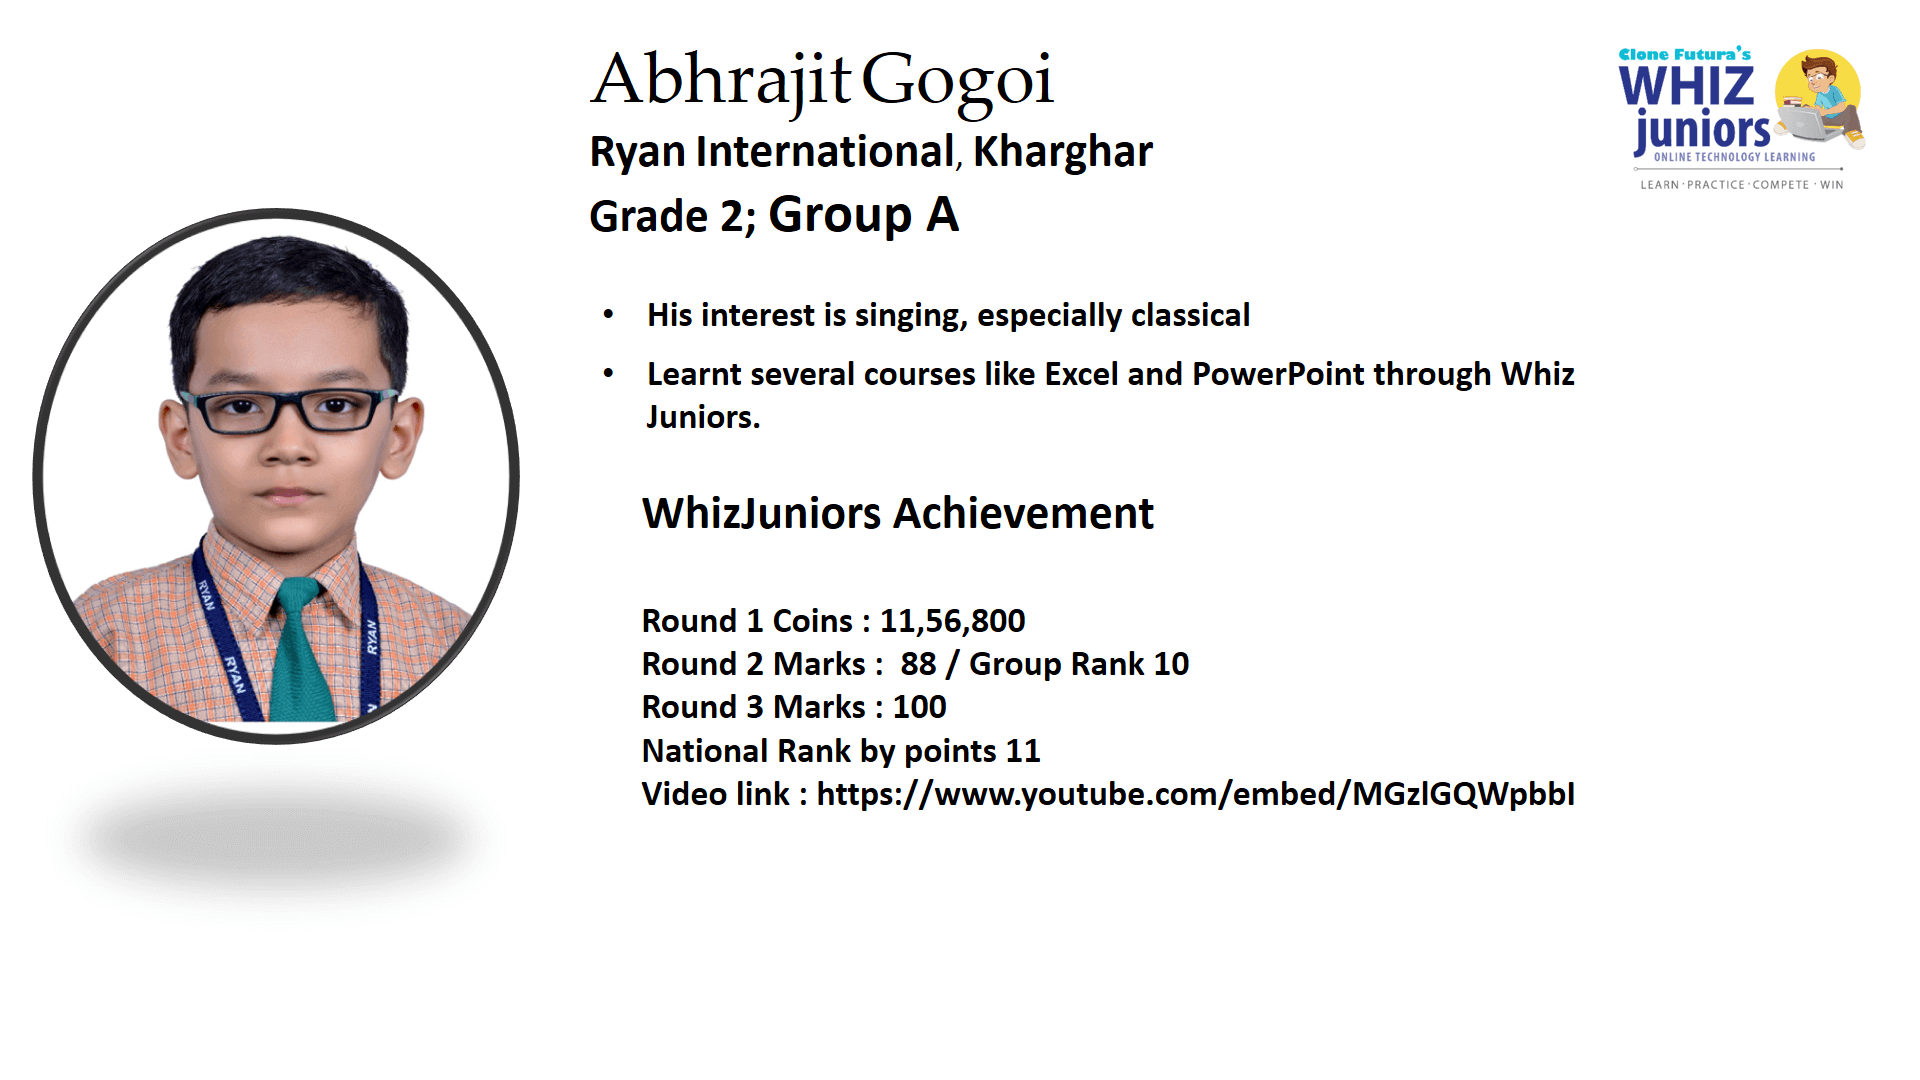 Abhrajit Gogoi
Ryan International, Kharghar
Grade 2; Group A
Clone Futura's
WHIZ
juniors
ONLINE TECHNOLOGY LEARNING
LEARN · PRACTICE · COMPETE · WIN
• His interest is singing, especially classical
• Learnt several courses like Excel and PowerPoint through Whiz
Juniors.
WhizJuniors Achievement
Round 1 Coins : 11,56,800
Round 2 Marks :  88 / Group Rank 10
Round 3 Marks : 100
National Rank by points 11
Video link : https://www.youtube.com/embed/MGzlGQWpbbI
RYAN
RYAN
RYAN
N